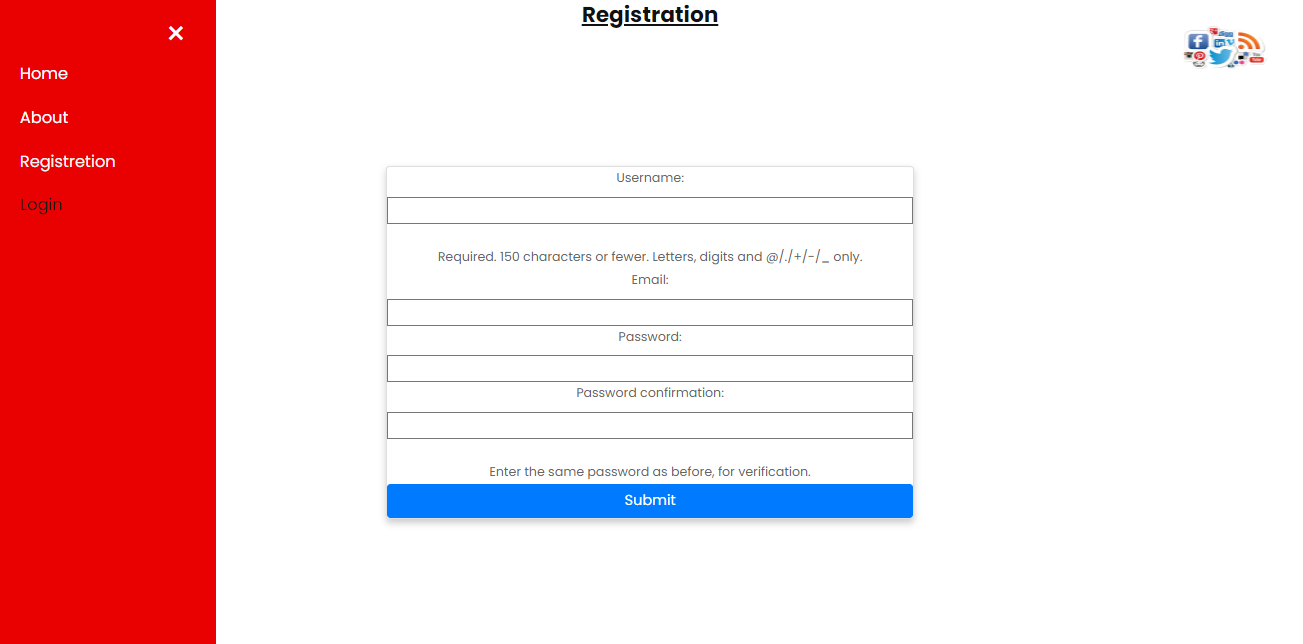 Registration
×
Home
About
Registretion
Login
Username:
Required. 150 characters or fewer. Letters, digits and @/./+/-/_ only.
Email:
Password:
Password confirmation:
Enter the same password as before, for verification.
Submit